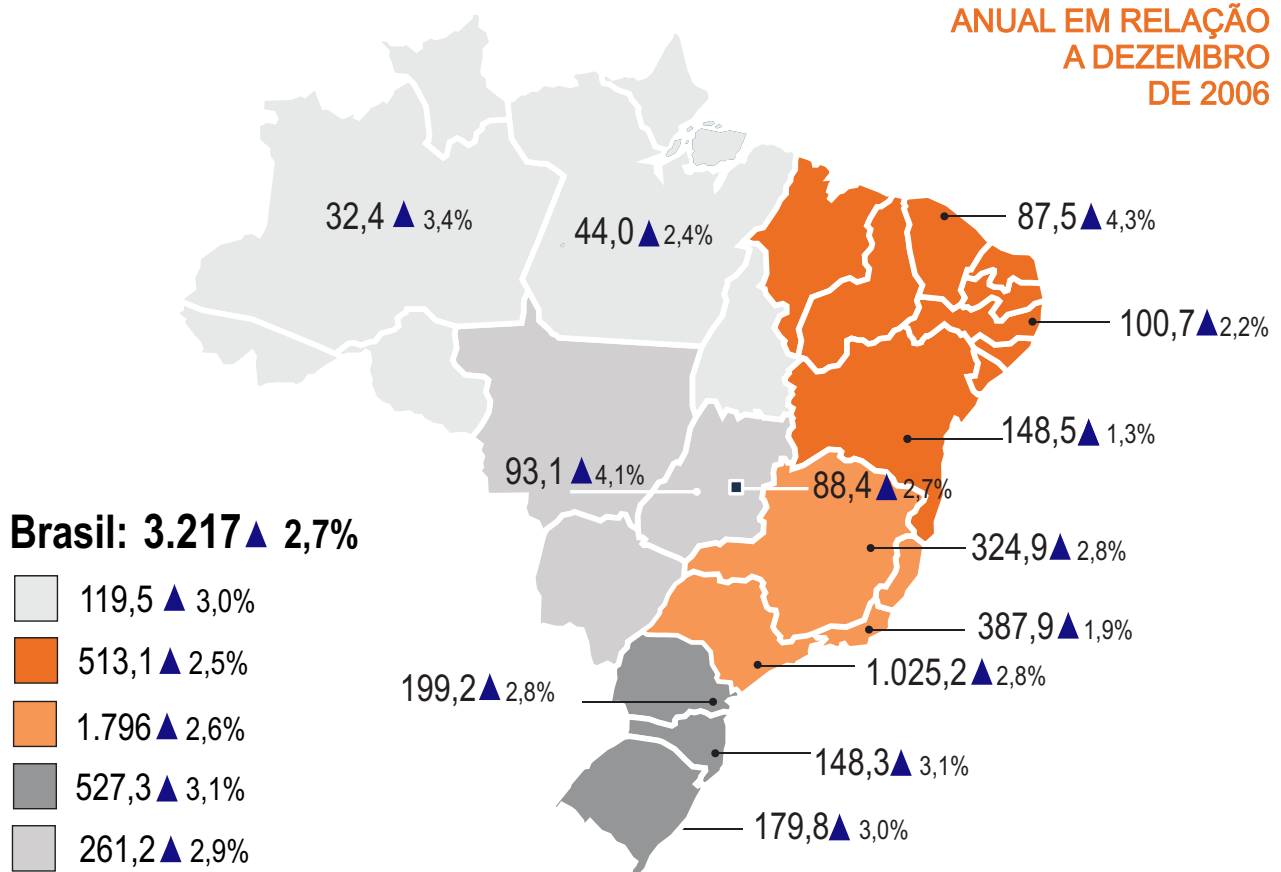 ANUAL EM RELAÇÃO
A DEZEMBRO
DE 2006
32,4 ▲ 3,4%
44,0 ▲ 2,4%
87,5 ▲ 4,3%
100,7 ▲ 2,2%
148,5 ▲ 1,3%
93,1 ▲ 4,1%
88,4 ▲ 2,7%
324,9 ▲ 2,8%
387,9 ▲ 1,9%
1.025,2 ▲ 2,8%
199,2 ▲ 2,8%
148,3 ▲ 3,1%
179,8 ▲ 3,0%
Brasil: 3.217 ▲ 2,7%
119,5 ▲ 3,0%
513,1 ▲ 2,5%
1.796 ▲ 2,6%
527,3 ▲ 3,1%
261,2 ▲ 2,9%